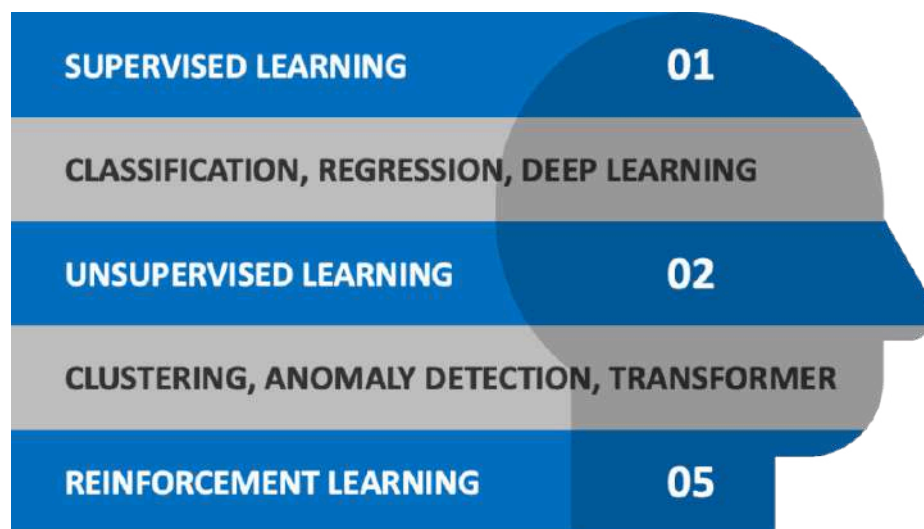 SUPERVISED LEARNING 01
CLASSIFICATION, REGRESSION, DEEP LEARNING
UNSUPERVISED LEARNING 02
CLUSTERING, ANOMALY DETECTION, TRANSFORMER
REINFORCEMENT LEARNING 05